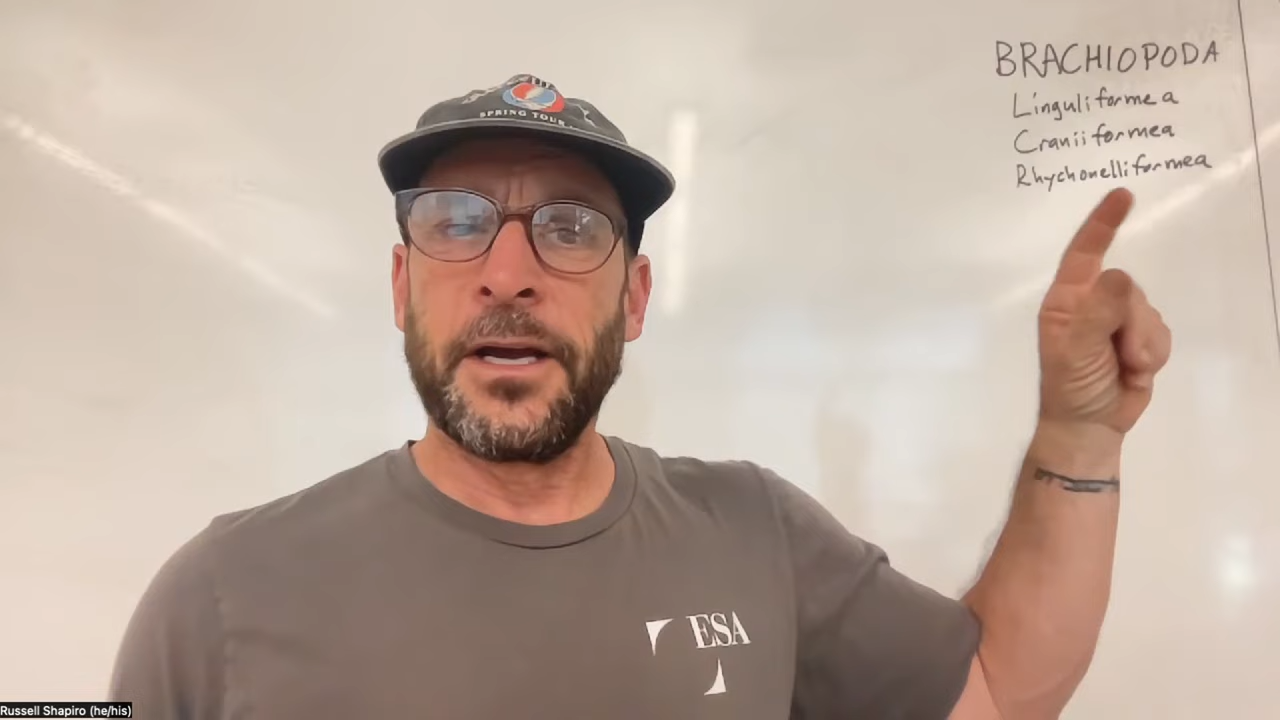 BRACHIOPODA
Linguliformea
Craniiformea
Rhychonelliformea
SPRING TOUR
ESA
Russell Shapiro (he/his)